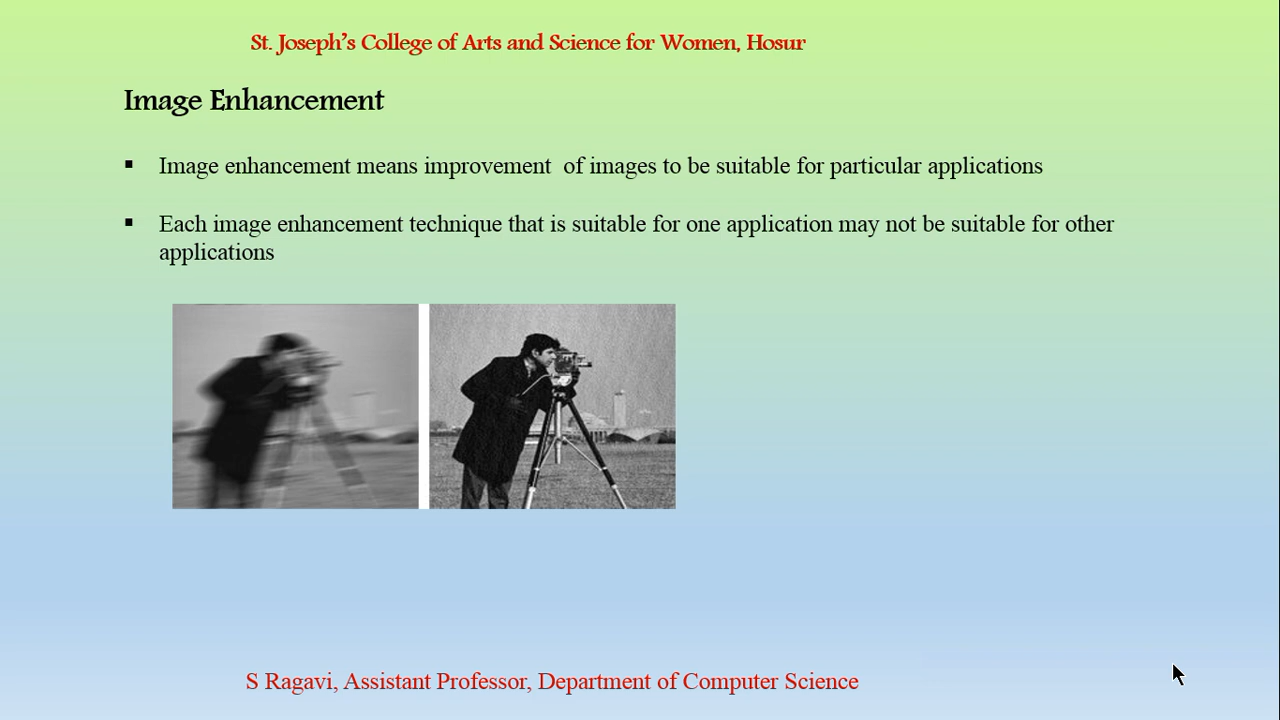 St. Joseph's College of Arts and Science for Women, Hosur
Image Enhancement
▪ Image enhancement means improvement  of images to be suitable for particular applications
▪ Each image enhancement technique that is suitable for one application may not be suitable for other
applications
S Ragavi, Assistant Professor, Department of Computer Science